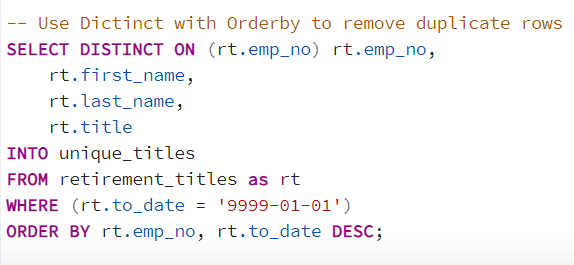 -- Use Dictinct with Orderby to remove duplicate rows
SELECT DISTINCT ON (rt.emp_no) rt.emp_no,
    rt.first_name,
    rt.last_name,
    rt.title
INTO unique_titles
FROM retirement_titles as rt
WHERE (rt.to_date = '9999-01-01')
ORDER BY rt.emp_no, rt.to_date DESC;